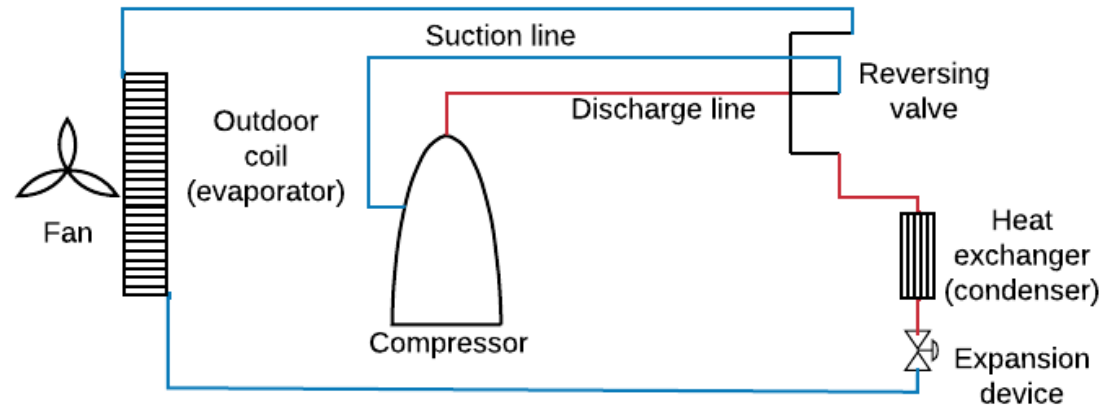 Suction line
Reversing
valve
Discharge line
Outdoor
coil
(evaporator)
Fan
Heat
exchanger
(condenser)
Compressor
Expansion
device